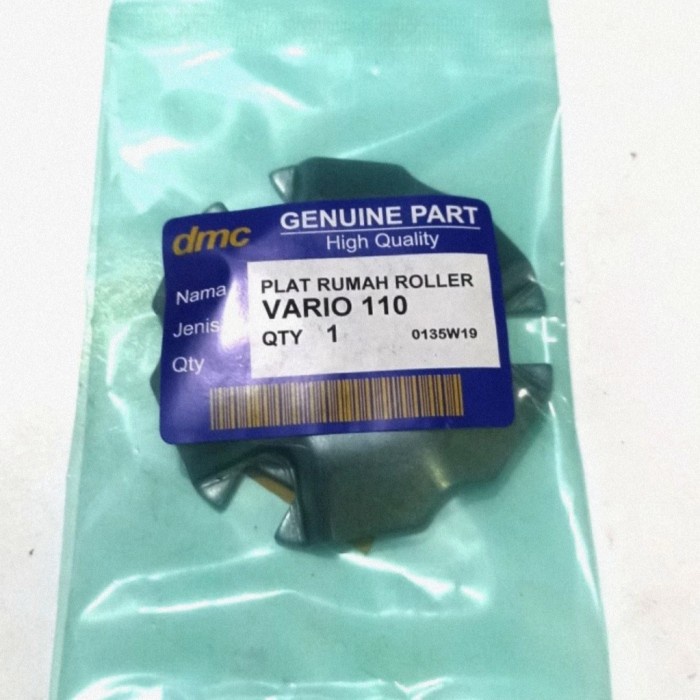 dmc
GENUINE PART
High Quality
Nama
PLAT RUMAH ROLLER
Jenis
VARIO 110
Qty
QTY 1
0135W19